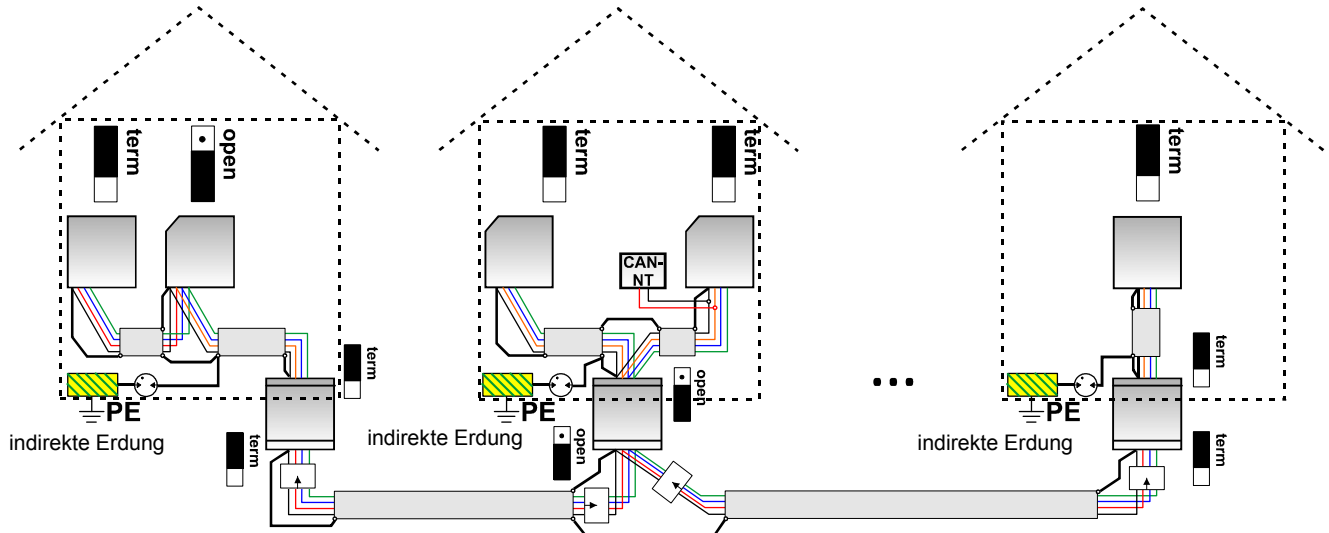 term
open
term
term
term
CAN-
NT
term
open
term
PE
PE
PE
indirekte Erdung
indirekte Erdung
indirekte Erdung
term
open
term
...